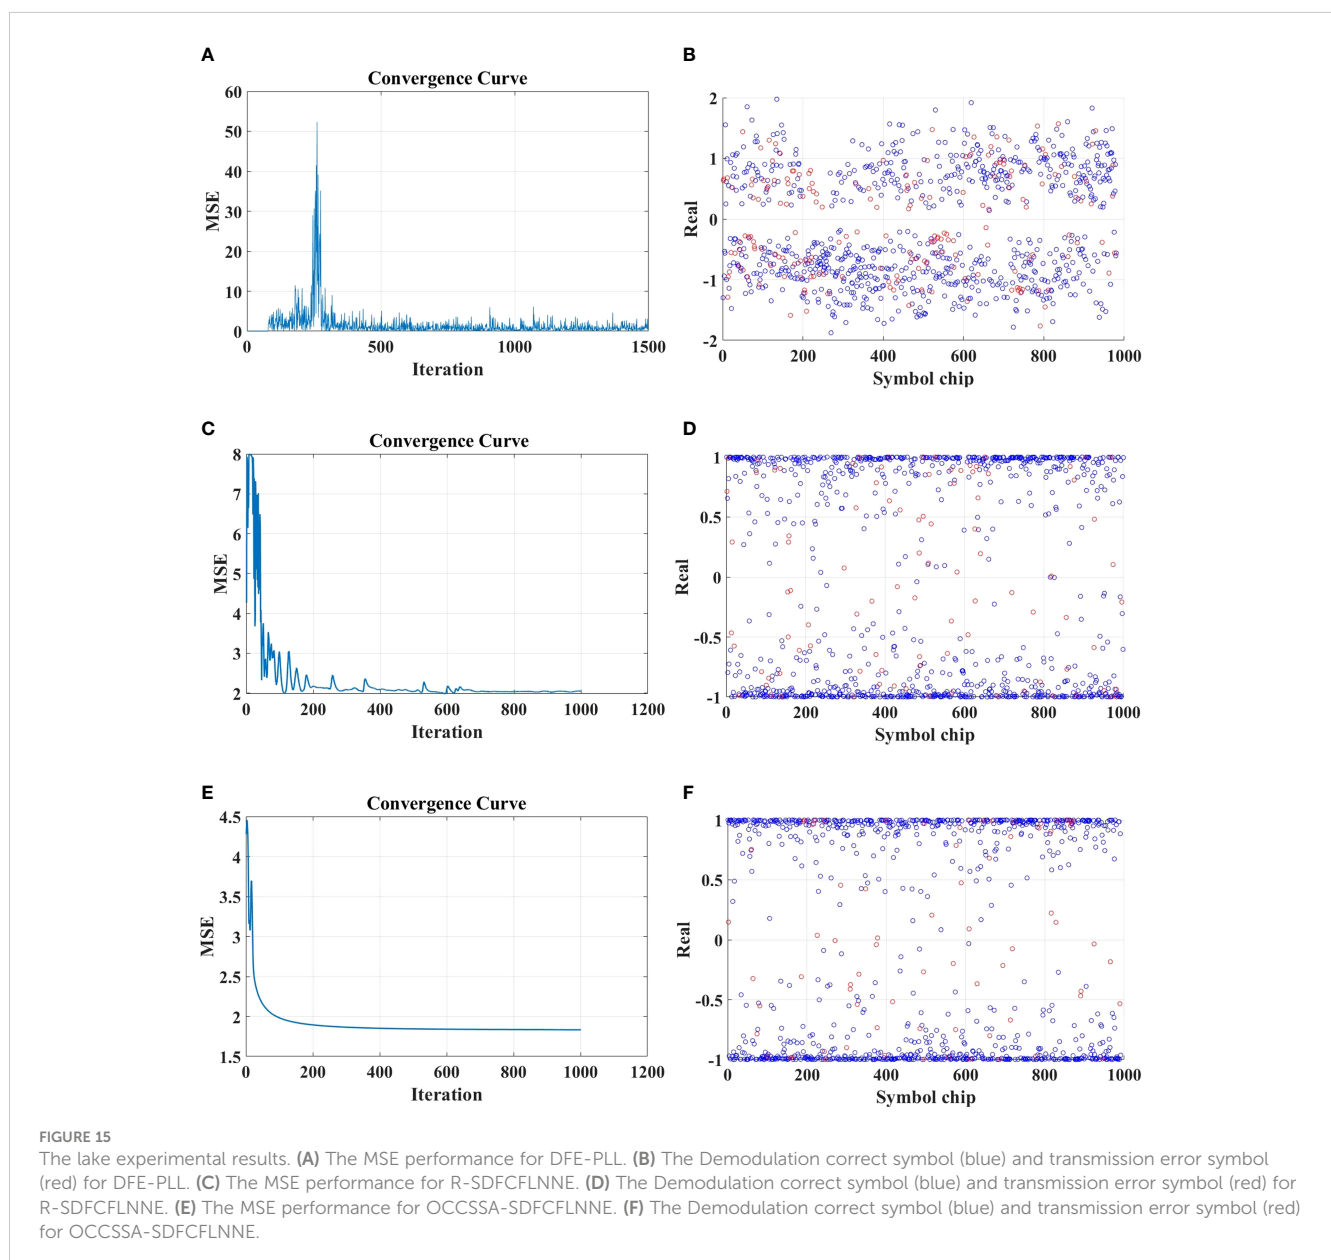 A
Convergence Curve
60
50
40
30
20
10
0
MSE
0 500 1000 1500
Iteration
B
2
1
0
-1
-2
Real
0 200 400 600 800 1000
Symbol chip
C
Convergence Curve
8
7
6
5
4
3
2
MSE
0 200 400 600 800 1000 1200
Iteration
D
1
0.5
0
-0.5
-1
Real
0 200 400 600 800 1000
Symbol chip
E
Convergence Curve
4.5
4
3.5
3
2.5
2
1.5
MSE
0 200 400 600 800 1000 1200
Iteration
F
1
0.5
0
-0.5
-1
Real
0 200 400 600 800 1000
Symbol chip
FIGURE 15
The lake experimental results. (A) The MSE performance for DFE-PLL. (B) The Demodulation correct symbol (blue) and transmission error symbol
(red) for DFE-PLL. (C) The MSE performance for R-SDFCFLNNE. (D) The Demodulation correct symbol (blue) and transmission error symbol (red) for
R-SDFCFLNNE. (E) The MSE performance for OCCSSA-SDFCFLNNE. (F) The Demodulation correct symbol (blue) and transmission error symbol (red)
for OCCSSA-SDFCFLNNE.